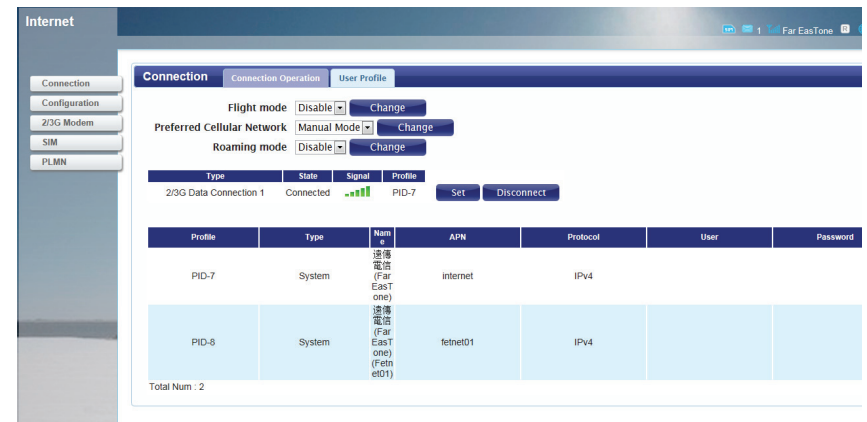 Internet
1 Far EasTone R
Connection
Configuration
2/3G Modem
SIM
PLMN
Connection Connection Operation User Profile
Flight mode Disable Change
Preferred Cellular Network Manual Mode Change
Roaming mode Disable Change
Type State Signal Profile
2/3G Data Connection 1 Connected PID-7 Set Disconnect
Profile Type Nam
e APN Protocol User Password
PID-7 System 遠傳
電信
(Far
EasT
one) internet IPv4
PID-8 System 遠傳
電信
(Far
EasT
one)
(Fetn
et01) fetnet01 IPv4
Total Num : 2